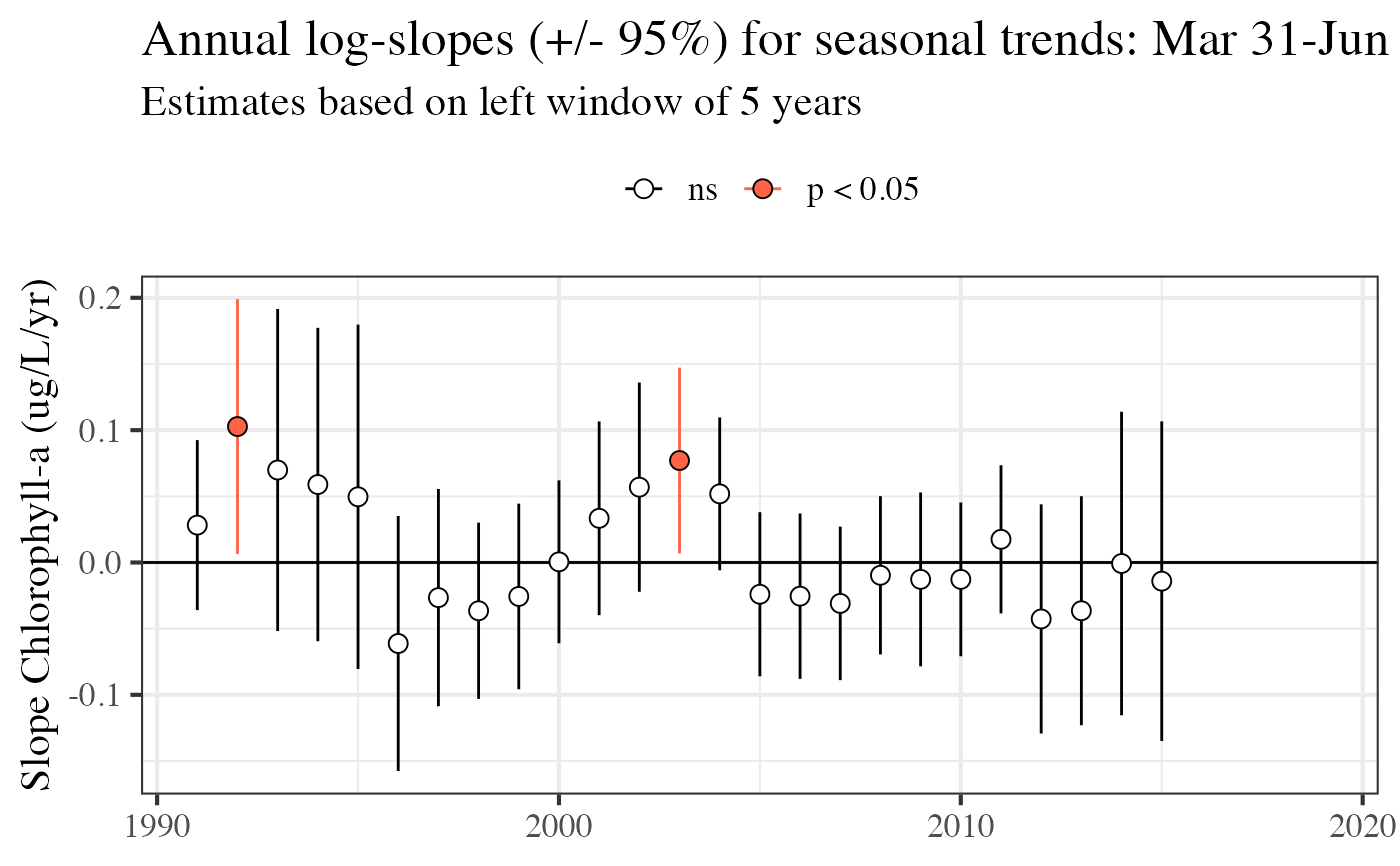 Annual log-slopes (+/- 95%) for seasonal trends: Mar 31-Jun
Estimates based on left window of 5 years
ns p < 0.05
Slope Chlorophyll-a (ug/L/yr)
0.2
0.1
0.0
-0.1
1990 2000 2010 2020